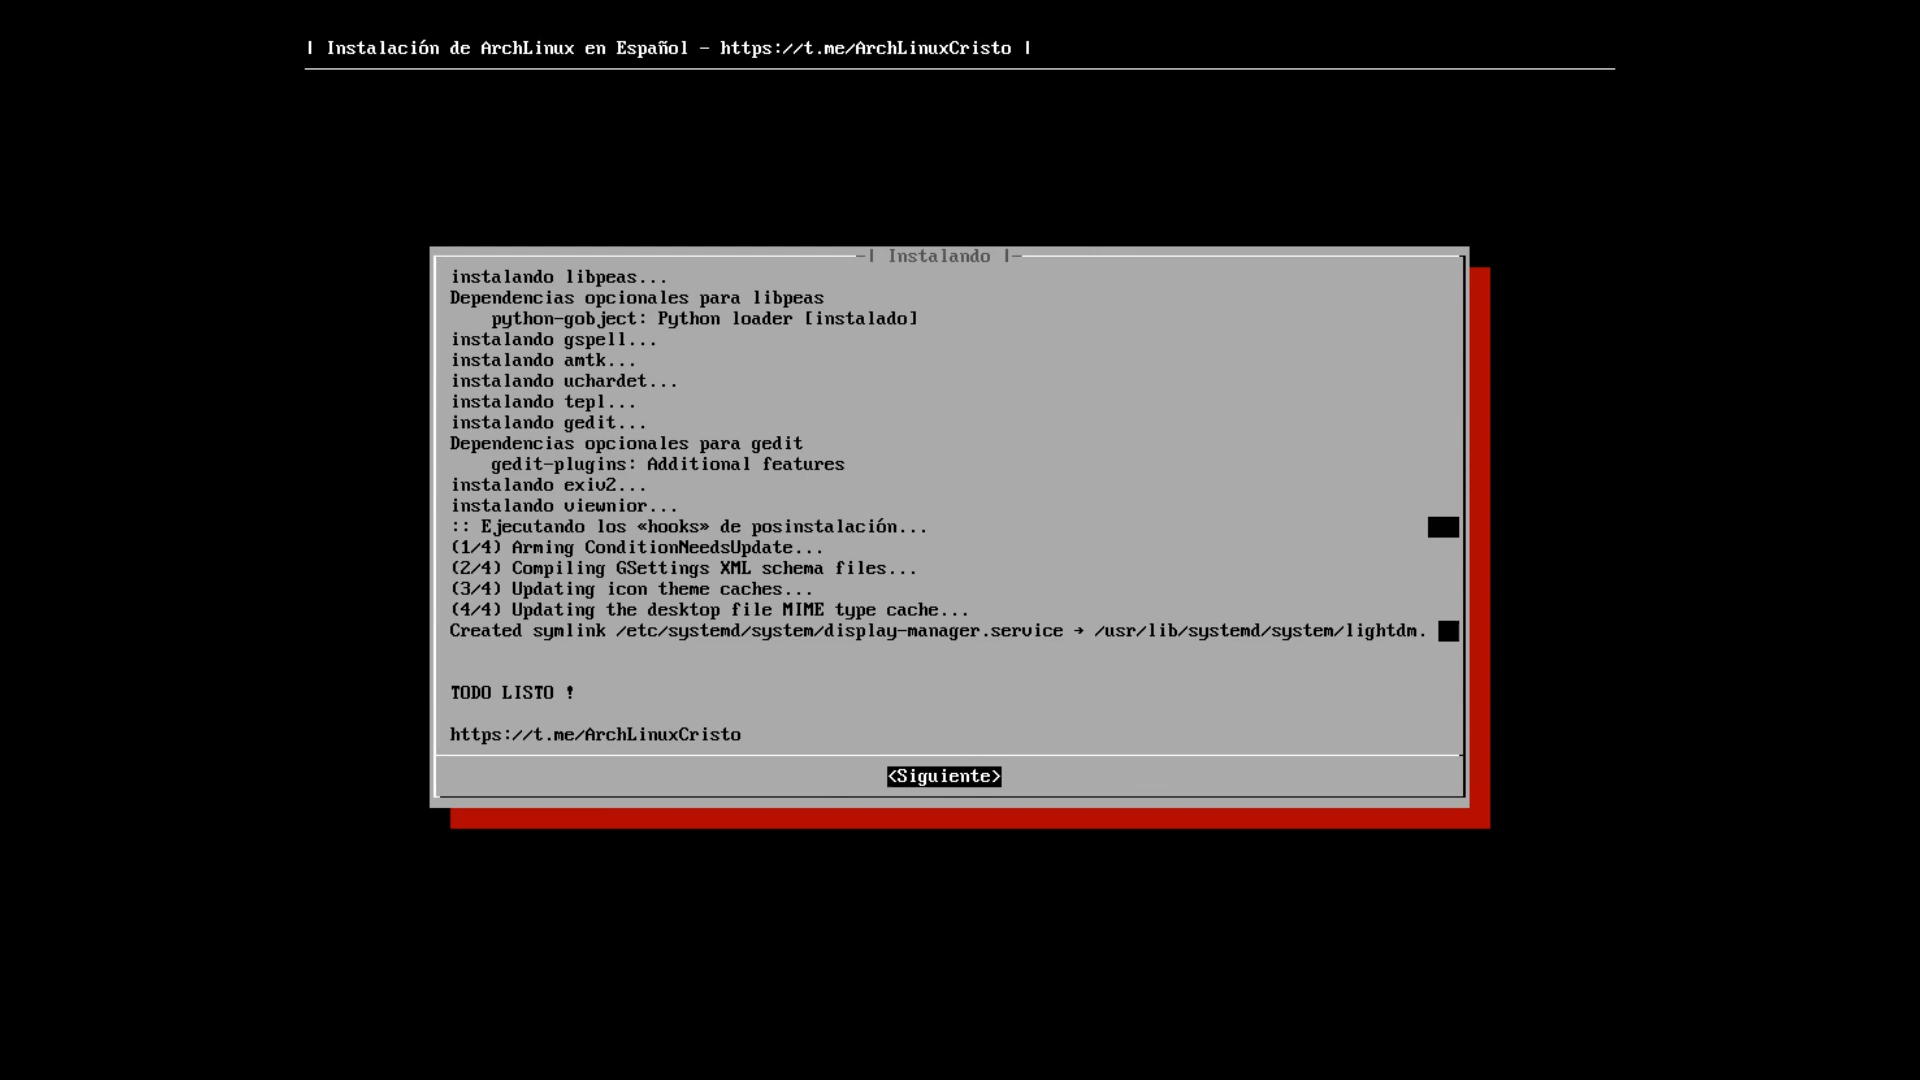 | Instalación de ArchLinux en Español - https://t.me/ArchLinuxCristo |
Instalando
instalando libpeas...
Dependencias opcionales para libpeas
python-gobject: Python loader [instalado]
instalando gspell...
instalando amtk...
instalando uchardet...
instalando tepl...
instalando gedit...
Dependencias opcionales para gedit
gedit-plugins: Additional features
instalando exiv2...
instalando viewnior...
:: Ejecutando los «hooks» de posinstalación...
(1/4) Arming ConditionNeedsUpdate...
(2/4) Compiling GSettings XML schema files...
(3/4) Updating icon theme caches...
(4/4) Updating the desktop file MIME type cache...
Created symlink /etc/systemd/system/display-manager.service → /usr/lib/systemd/system/lightdm.
TODO LISTO !
https://t.me/ArchLinuxCristo
<Siguiente>